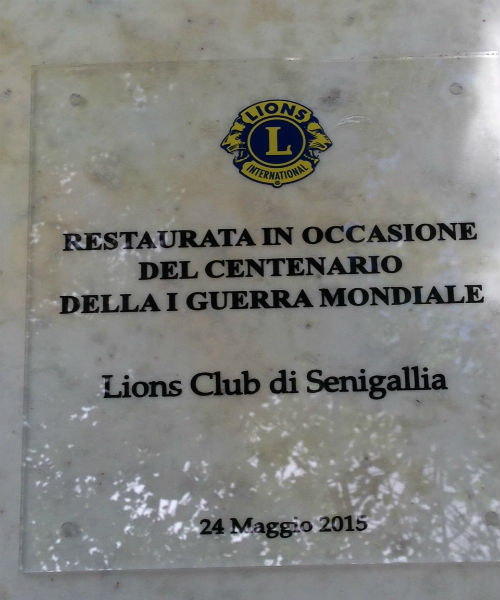 LIONS
L
INTERNATIONAL
RESTAURATA IN OCCASIONE
DEL CENTENARIO
DELLA I GUERRA MONDIALE
Lions Club di Senigallia
24 Maggio 2015